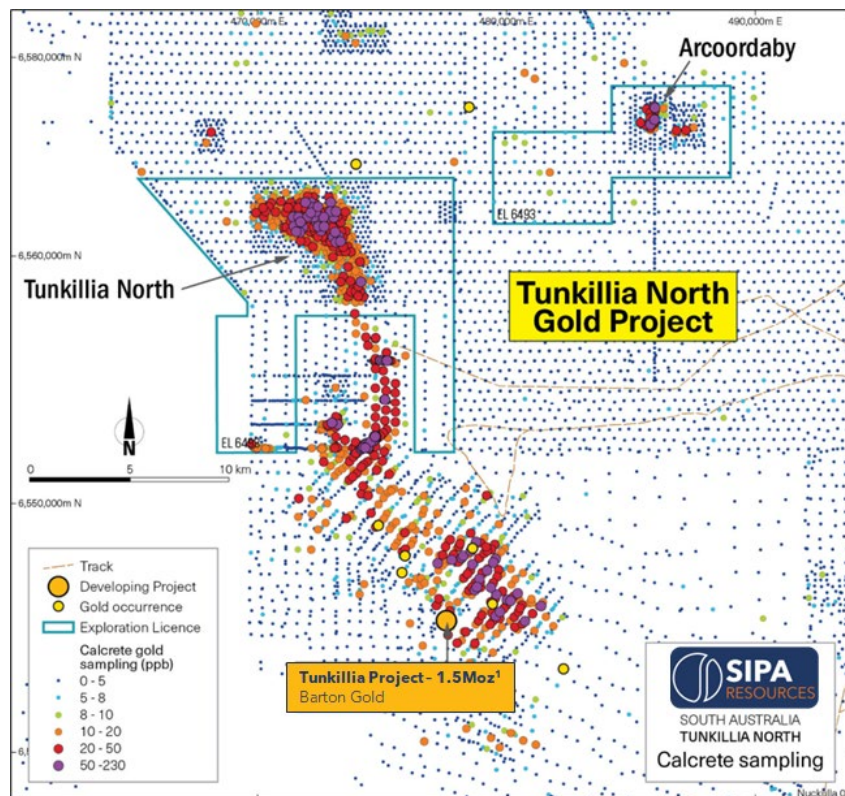 470,000m E
480,000m E
490,000m E
6,580,000m N
Arcoordaby
EL 6493
6,560,000m N
Tunkillia North
Tunkillia North
Gold Project
EL 6493
N
0 5 10 km
6,550,000m N
Track
Developing Project
Gold occurrence
Exploration Licence
Calcrete gold
sampling (ppb)
0 - 5
5 - 8
8 - 10
10 - 20
20 - 50
50 -230
Tunkillia Project – 1.5Moz¹
Barton Gold
SIPA
RESOURCES
SOUTH AUSTRALIA
TUNKILLIA NORTH
Calcrete sampling